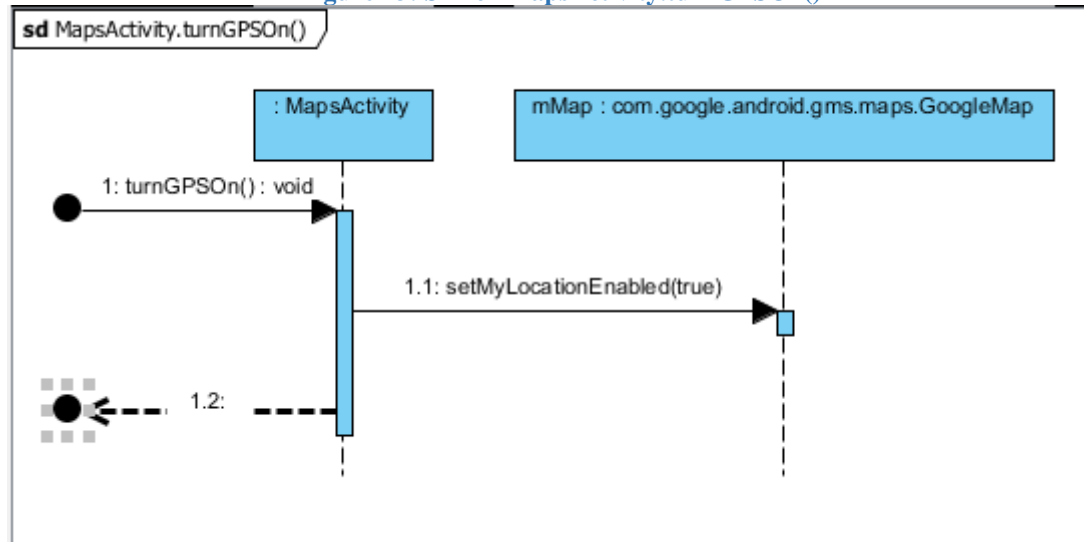 sd MapsActivity.turnGPSOn()
: MapsActivity
mMap : com.google.android.gms.maps.GoogleMap
1: turnGPSOn() : void
1.1: setMyLocationEnabled(true)
1.2: